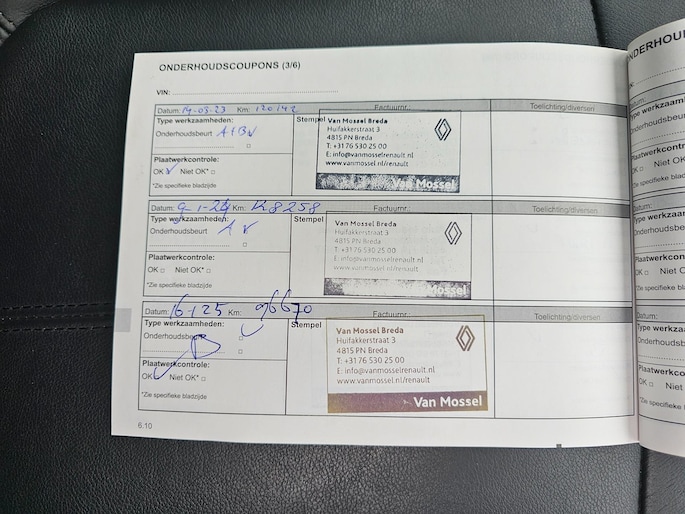 ONDERHOUDSCOUPONS (3/6)
VIN:
Datum: 14-03-23 Km: 120142 Factuurnr.: Toelichting/diversen
Type werkzaamheden: Stempel
Onderhoudsbeurt A+B
Plaatwerkcontrole:
OK Niet OK*
*Zie specifieke bladzijde
Van Mossel Breda
Huifakkerstraat 3
4815 PN Breda
T: +31 76 530 25 00
E: info@vanmosselrenault.nl
www.vanmossel.nl/renault
Van Mossel
Datum: Km: 8258 Factuurnr.: Toelichting/diversen
Type werkzaamheden: Stempel
Onderhoudsbeurt A
Plaatwerkcontrole:
OK Niet OK*
*Zie specifieke bladzijde
Van Mossel Breda
Huifakkerstraat 3
4815 PN Breda
T: +31 76 530 25 00
E: info@vanmosselrenault.nl
www.vanmossel.nl/renault
Van Mossel
Datum: 16-1-25 Km: 96670 Factuurnr.: Toelichting/diversen
Type werkzaamheden: Stempel
Onderhoudsbeurt B
Plaatwerkcontrole:
OK Niet OK*
*Zie specifieke bladzijde
Van Mossel Breda
Huifakkerstraat 3
4815 PN Breda
T: +31 76 530 25 00
E: info@vanmosselrenault.nl
www.vanmossel.nl/renault
Van Mossel
6.10